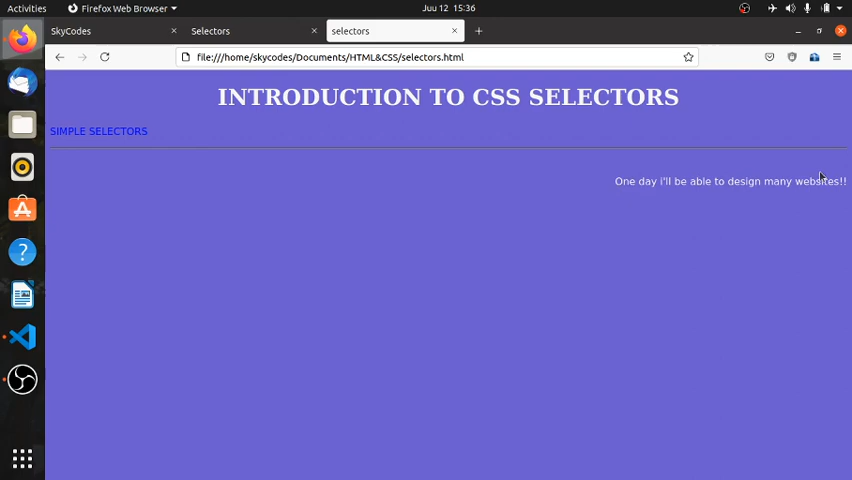 Activities Firefox Web Browser Juu 12 15:36
SkyCodes Selectors selectors
file:///home/skycodes/Documents/HTML&CSS/selectors.html
INTRODUCTION TO CSS SELECTORS
SIMPLE SELECTORS
One day i'll be able to design many websites!!